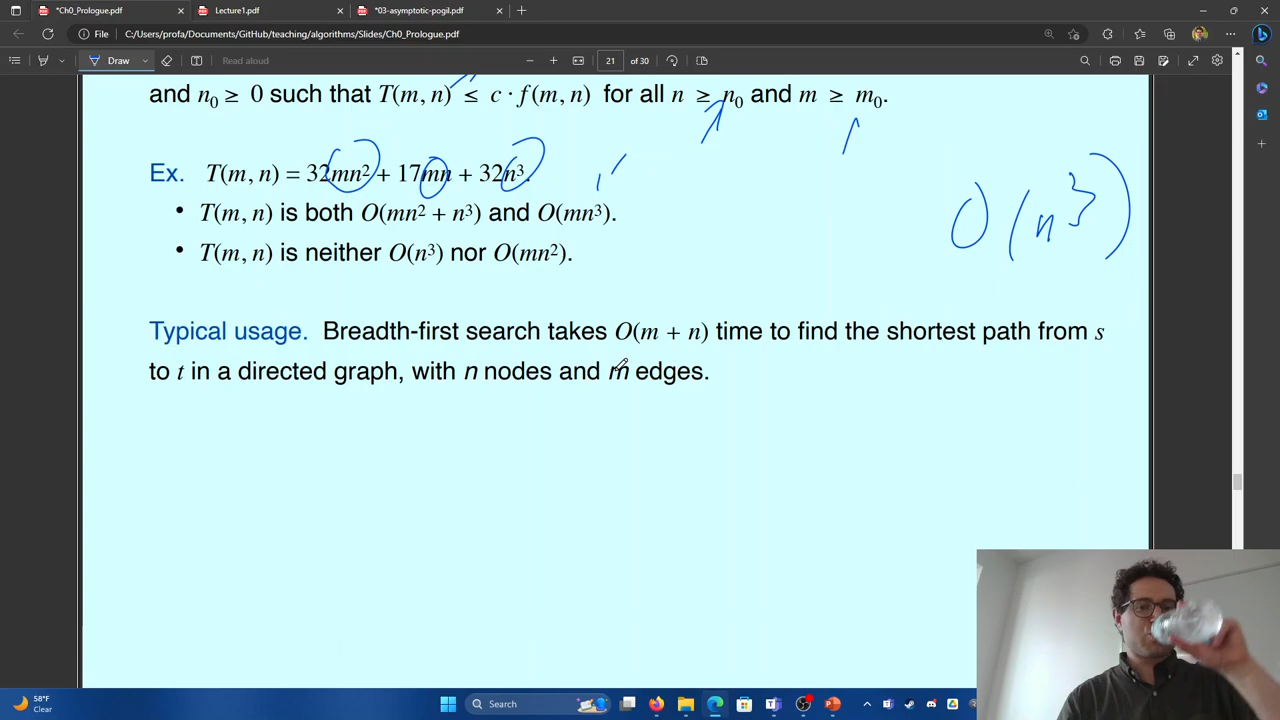 *Ch0_Prologue.pdf
Lecture1.pdf
*03-asymptotic-pogil.pdf
File
C:/Users/profa/Documents/GitHub/teaching/algorithms/Slides/Ch0_Prologue.pdf
Draw
Read aloud
21
of 30
and n₀ ≥ 0 such that T(m, n) ≤ c · f(m, n) for all n ≥ n₀ and m ≥ m₀.
Ex. T(m, n) = 32mn² + 17mn + 32n³.
• T(m, n) is both O(mn² + n³) and O(mn³).
• T(m, n) is neither O(n³) nor O(mn²).
O(n³)
Typical usage. Breadth-first search takes O(m + n) time to find the shortest path from s
to t in a directed graph, with n nodes and m edges.
58°F
Clear
Search